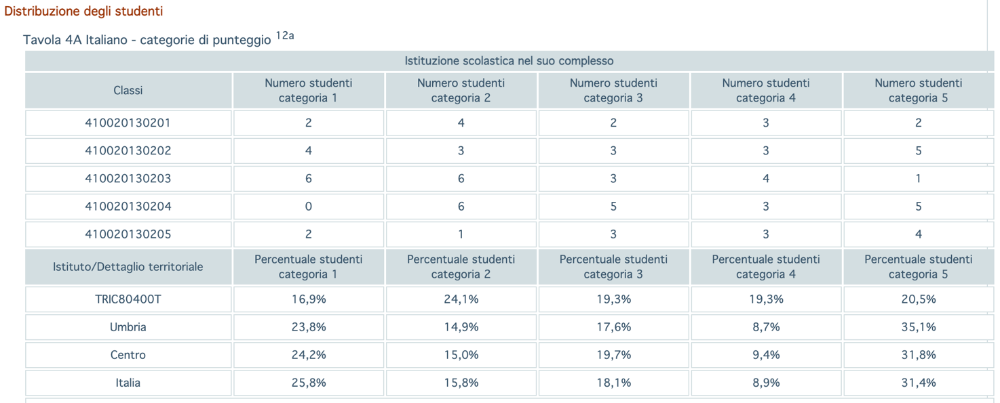 Distribuzione degli studenti
Tavola 4A Italiano - categorie di punteggio 12a
Istituzione scolastica nel suo complesso
Classi Numero studenti categoria 1 Numero studenti categoria 2 Numero studenti categoria 3 Numero studenti categoria 4 Numero studenti categoria 5
410020130201 2 4 2 3 2
410020130202 4 3 3 3 5
410020130203 6 6 3 4 1
410020130204 0 6 5 3 5
410020130205 2 1 3 3 4
Istituto/Dettaglio territoriale Percentuale studenti categoria 1 Percentuale studenti categoria 2 Percentuale studenti categoria 3 Percentuale studenti categoria 4 Percentuale studenti categoria 5
TRIC80400T 16,9% 24,1% 19,3% 19,3% 20,5%
Umbria 23,8% 14,9% 17,6% 8,7% 35,1%
Centro 24,2% 15,0% 19,7% 9,4% 31,8%
Italia 25,8% 15,8% 18,1% 8,9% 31,4%